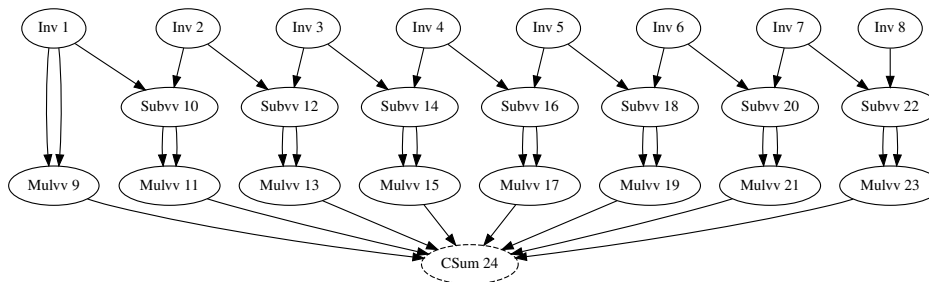 Inv 1
Inv 2
Inv 3
Inv 4
Inv 5
Inv 6
Inv 7
Inv 8
Subvv 10
Subvv 12
Subvv 14
Subvv 16
Subvv 18
Subvv 20
Subvv 22
Mulvv 9
Mulvv 11
Mulvv 13
Mulvv 15
Mulvv 17
Mulvv 19
Mulvv 21
Mulvv 23
CSum 24